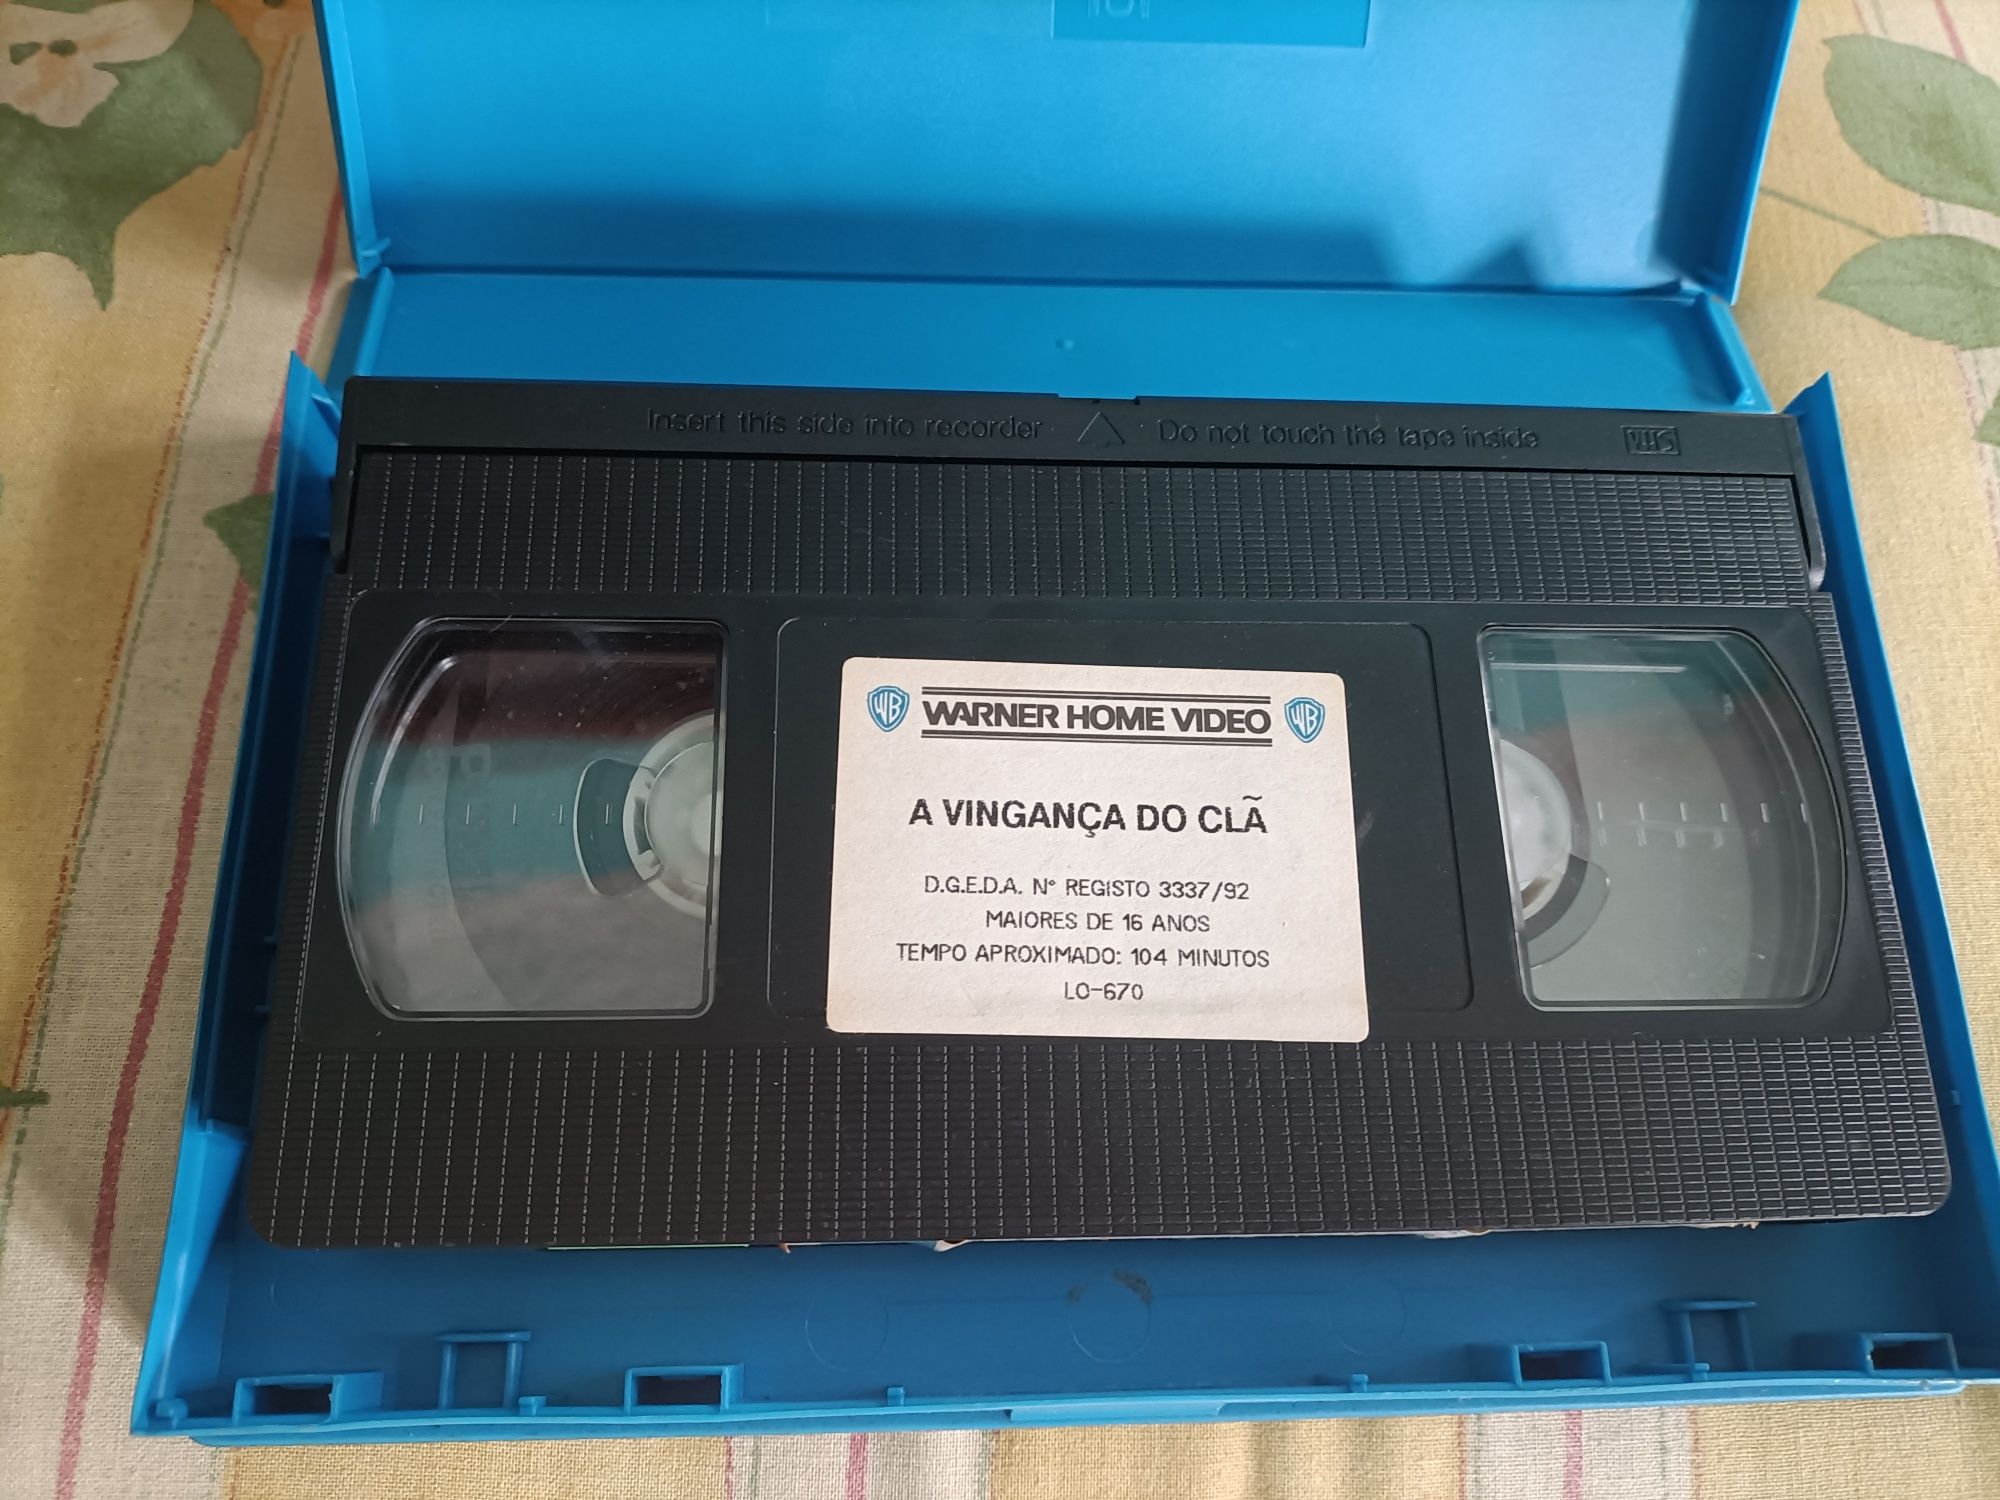 Insert this side into recorder △ Do not touch the tape inside VHS
WB WARNER HOME VIDEO WB
A VINGANÇA DO CLÃ
D.G.E.D.A. Nº REGISTO 3337/92
MAIORES DE 16 ANOS
TEMPO APROXIMADO: 104 MINUTOS
LO-670